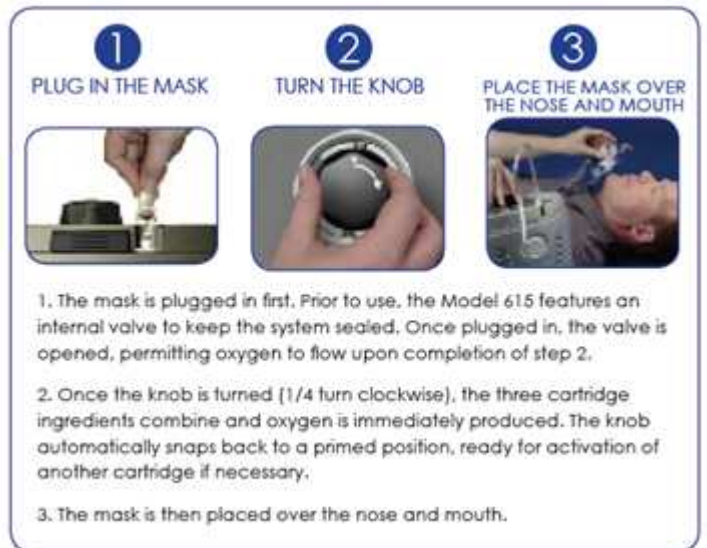 1 2 3
PLUG IN THE MASK TURN THE KNOB PLACE THE MASK OVER
THE NOSE AND MOUTH
1. The mask is plugged in first. Prior to use, the Model 615 features an
internal valve to keep the system sealed. Once plugged in, the valve is
opened, permitting oxygen to flow upon completion of step 2.
2. Once the knob is turned (1/4 turn clockwise), the three cartridge
ingredients combine and oxygen is immediately produced. The knob
automatically snaps back to a primed position, ready for activation of
another cartridge if necessary.
3. The mask is then placed over the nose and mouth.